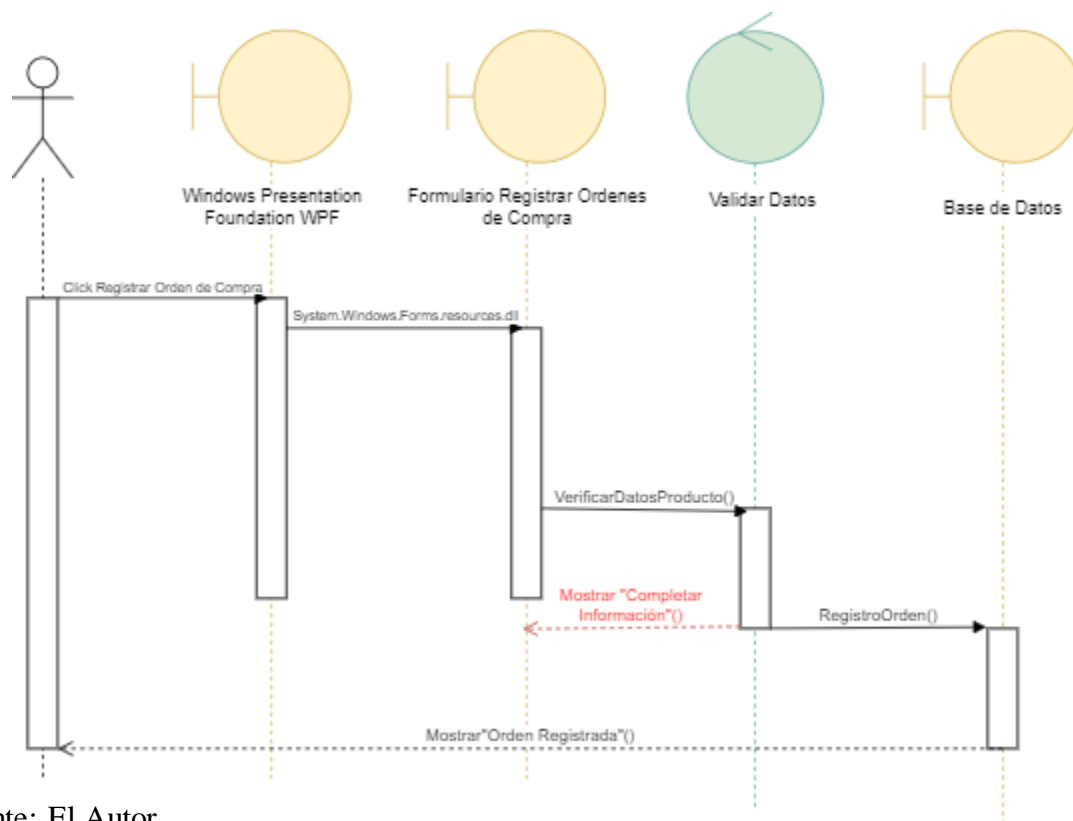 Windows Presentation
Foundation WPF
Formulario Registrar Ordenes
de Compra
Validar Datos
Base de Datos
Click Registrar Orden de Compra
System.Windows.Forms.resources.dll
VerificarDatosProducto()
Mostrar "Completar
Información"()
RegistroOrden()
Mostrar"Orden Registrada"()
nte: El Autor